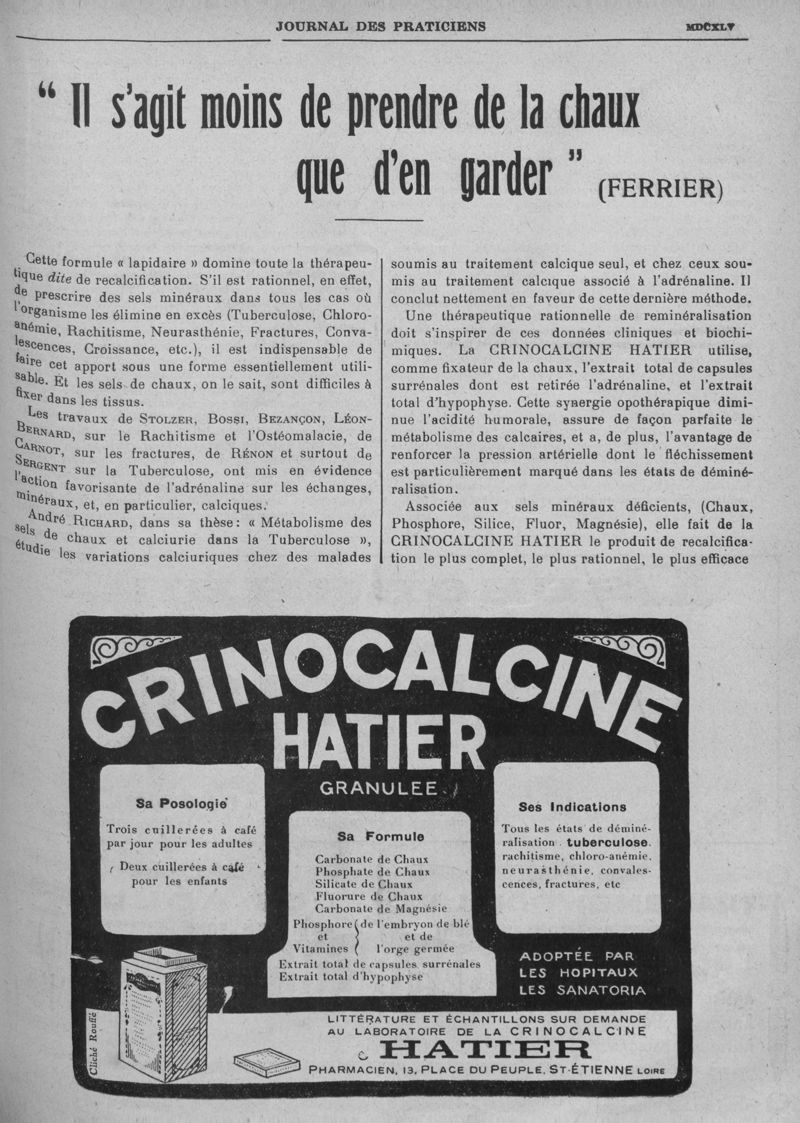 JOURNAL DES PRATICIENS
MDCXLV
“ Il s'agit moins de prendre de la chaux
que d'en garder ” (FERRIER)
Cette formule « lapidaire » domine toute la thérapeu-
tique dite de recalcification. S'il est rationnel, en effet,
de prescrire des sels minéraux dans tous les cas où
l'organisme les élimine en excès (Tuberculose, Chloro-
anémie, Rachitisme, Neurasthénie, Fractures, Conva-
lescences, Croissance, etc.), il est indispensable de
faire cet apport sous une forme essentiellement utili-
sable. Et les sels de chaux, on le sait, sont difficiles à
fixer dans les tissus.
Les travaux de STOLZER, BOSSI, BEZANÇON, LÉON-
BERNARD, sur le Rachitisme et l'Ostéomalacie, de
CARNOT, sur les fractures, de RÉNON et surtout de
SERGENT sur la Tuberculose, ont mis en évidence
l'action favorisante de l'adrénaline sur les échanges,
minéraux, et, en particulier, calciques.
André RICHARD, dans sa thèse: « Métabolisme des
sels de chaux et calciurie dans la Tuberculose »,
étudie les variations calciuriques chez des malades
soumis au traitement calcique seul, et chez ceux sou-
mis au traitement calcique associé à l'adrénaline. Il
conclut nettement en faveur de cette dernière méthode.
Une thérapeutique rationnelle de reminéralisation
doit s'inspirer de ces données cliniques et biochi-
miques. La CRINOCALCINE HATIER utilise,
comme fixateur de la chaux, l'extrait total de capsules
surrénales dont est retirée l'adrénaline, et l'extrait
total d'hypophyse. Cette synergie opothérapique dimi-
nue l'acidité humorale, assure de façon parfaite le
métabolisme des calcaires, et a, de plus, l'avantage de
renforcer la pression artérielle dont le fléchissement
est particulièrement marqué dans les états de déminé-
ralisation.
Associée aux sels minéraux déficients, (Chaux,
Phosphore, Silice, Fluor, Magnésie), elle fait de la
CRINOCALCINE HATIER le produit de recalcifica-
tion le plus complet, le plus rationnel, le plus efficace
CRINOCALCINE
HATIER
GRANULEE
Sa Posologie
Trois cuillerées à café
par jour pour les adultes
Deux cuillerées à café
pour les enfants
Sa Formule
Carbonate de Chaux
Phosphate de Chaux
Silicate de Chaux
Fluorure de Chaux
Carbonate de Magnésie
Phosphore ( de l'embryon de blé
et } et de
Vitamines ( l'orge germée
Extrait total de capsules surrénales
Extrait total d'hypophyse
Ses Indications
Tous les états de déminé-
ralisation. tuberculose.
rachitisme, chloro-anémie.
neurasthénie, convales-
cences, fractures, etc
ADOPTÉE PAR
LES HOPITAUX
LES SANATORIA
Cliché Rouflé
LITTÉRATURE ET ÉCHANTILLONS SUR DEMANDE
AU LABORATOIRE DE LA CRINOCALCINE
HATIER
PHARMACIEN, 13, PLACE DU PEUPLE, ST-ÉTIENNE LOIRE